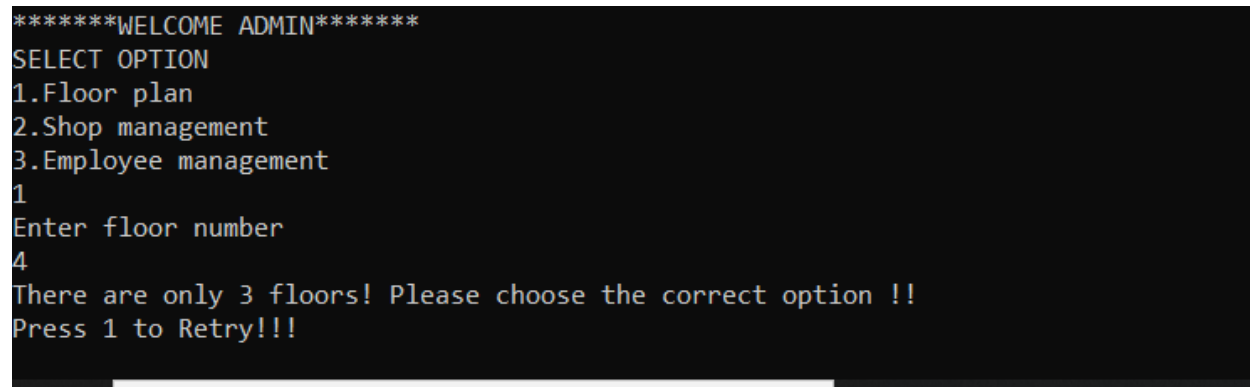 *******WELCOME ADMIN*******
SELECT OPTION
1.Floor plan
2.Shop management
3.Employee management
1
Enter floor number
4
There are only 3 floors! Please choose the correct option !!
Press 1 to Retry!!!